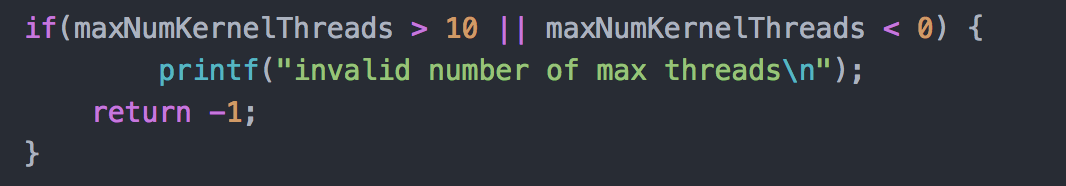 if(maxNumKernelThreads > 10 || maxNumKernelThreads < 0) {
        printf("invalid number of max threads\n");
    return -1;
}